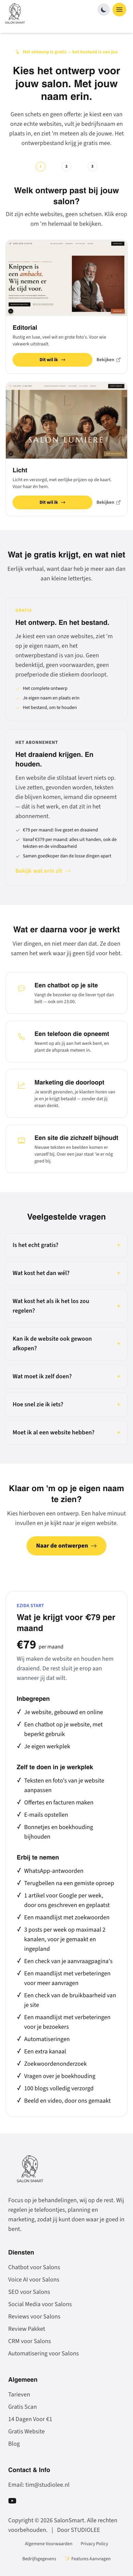 SALON SMART
Het ontwerp is gratis — het bestand is van jou
Kies het ontwerp voor
jouw salon. Met jouw
naam erin.
Geen schets en geen offerte; je kiest een van
onze echte websites, vult je bedrijfsnaam en
plaats in, en d'r met m'n naam erin, in de maak. Het
ontwerpbestand krijg je gratis mee.
1 2 3
Welk ontwerp past bij jouw
salon?
Dit zijn echte websites, geen schermen. Klik erop
om 'm helemaal te bekijken.
Knippen is
ambacht.
Wij nemen er
de tijd voor.
Editorial
Rustig en luxe, veel wit en grote foto's. Voor wie
vakwerk uitstraalt.
Dit wil ik →
Bekijken
SALON LUMIÈRE
Licht
Licht en verzorgd, met eerlijke prijzen op de kaart.
Voor haar én hem.
Dit wil ik →
Bekijken
Wat je gratis krijgt, en wat niet
Eerlijk verhaal, want daar heb je meer aan dan
aan kleine lettertjes.
GRATIS
Het ontwerp. En het bestand.
Je kiest een van onze websites, ziet 'm
op je eigen naam, en het
ontwerpbestand is van jou. Geen
bedenktijd, geen voorwaarden, geen
proefperiode die stiekem doorloopt.
Het complete ontwerp
Je eigen naam en plaats erin
Het bestand, om te houden
HET ABONNEMENT
Het draaiend krijgen. En
houden.
Een website die stilstaat levert niets op.
Live zetten, gevonden worden, teksten
die blijven komen, iemand die opneemt
— dát is het werk, en dat zit in het
abonnement.
€79 per maand: live gezet en draaiend
Vanaf €379 per maand: alles uit handen, ook de
teksten en de vindbaarheid
Samen goedkoper dan de losse dingen apart
Bekijk wat erin zit →
Wat er daarna voor je werkt
Vier dingen, en niet meer dan dat. Ze doen
samen het werk waar jij geen tijd voor hebt.
Een chatbot op je site
Vangt de bezoeker op die liever typt dan
belt — ook om 23:00.
Een telefoon die opneemt
Neemt op als jij aan het werk bent, en
plant de afspraak meteen in.
Marketing die doorloopt
Je wordt gevonden, je klanten horen van
je en je krijgt betaald — zonder dat jij
eraan denkt.
Een site die zichzelf bijhoudt
Nieuwe teksten en beelden komen er
vanzelf bij. Over een jaar staat 'ie er nóg
goed bij.
Veelgestelde vragen
Is het echt gratis? +
Wat kost het dan wél? +
Wat kost het als ik het los zou
regelen? +
Kan ik de website ook gewoon
afkopen? +
Wat moet ik zelf doen? +
Hoe snel zie ik iets? +
Moet ik al een website hebben? +
Klaar om 'm op je eigen naam
te zien?
Kies hierboven een ontwerp. Een halve minuut
invullen en je kijkt naar je eigen website.
Naar de ontwerpen →
EZIDA START
Wat je krijgt voor €79 per
maand
€79 per maand
Wij maken de website en houden hem
draaiend. De rest sluit je erop aan
wanneer jij dat wilt.
Inbegrepen
Je website, gebouwd en online
Een chatbot op je website, met
beperkt gebruik
Je eigen werkplek
Zelf te doen in je werkplek
Teksten en foto's van je website
aanpassen
Offertes en facturen maken
E-mails opstellen
Bonnetjes en boekhouding
bijhouden
Erbij te nemen
WhatsApp-antwoorden
Terugbellen na een gemiste oproep
1 artikel voor Google per week,
door ons geschreven en geplaatst
Een maandlijst met zoekwoorden
3 posts per week op maximaal 2
kanalen, voor je gemaakt en
ingepland
Een check van je aanvraagpagina's
Een maandlijst met verbeteringen
voor meer aanvragen
Een check van de bruikbaarheid van
je site
Een maandlijst met verbeteringen
voor je bezoekers
Automatiseringen
Een extra kanaal
Zoekwoordenonderzoek
Vragen over je boekhouding
100 blogs volledig verzorgd
Beeld en video, door ons gemaakt
SALON SMART
Focus op je behandelingen, wij op de rest. Wij
regelen je telefoontjes, planning en
marketing, zodat jij kunt doen waar je goed in
bent.
Diensten
Chatbot voor Salons
Voice AI voor Salons
SEO voor Salons
Social Media voor Salons
Reviews voor Salons
Review Pakket
CRM voor Salons
Automatisering voor Salons
Algemeen
Tarieven
Gratis Scan
14 Dagen Voor €1
Gratis Website
Blog
Contact & Info
Email: tim@studiolee.nl
Copyright © 2026 SalonSmart. Alle rechten
voorbehouden. | Door STUDIOLEE
Algemene Voorwaarden Privacy Policy
Bedrijfsgegevens ✨ Features Aanvragen